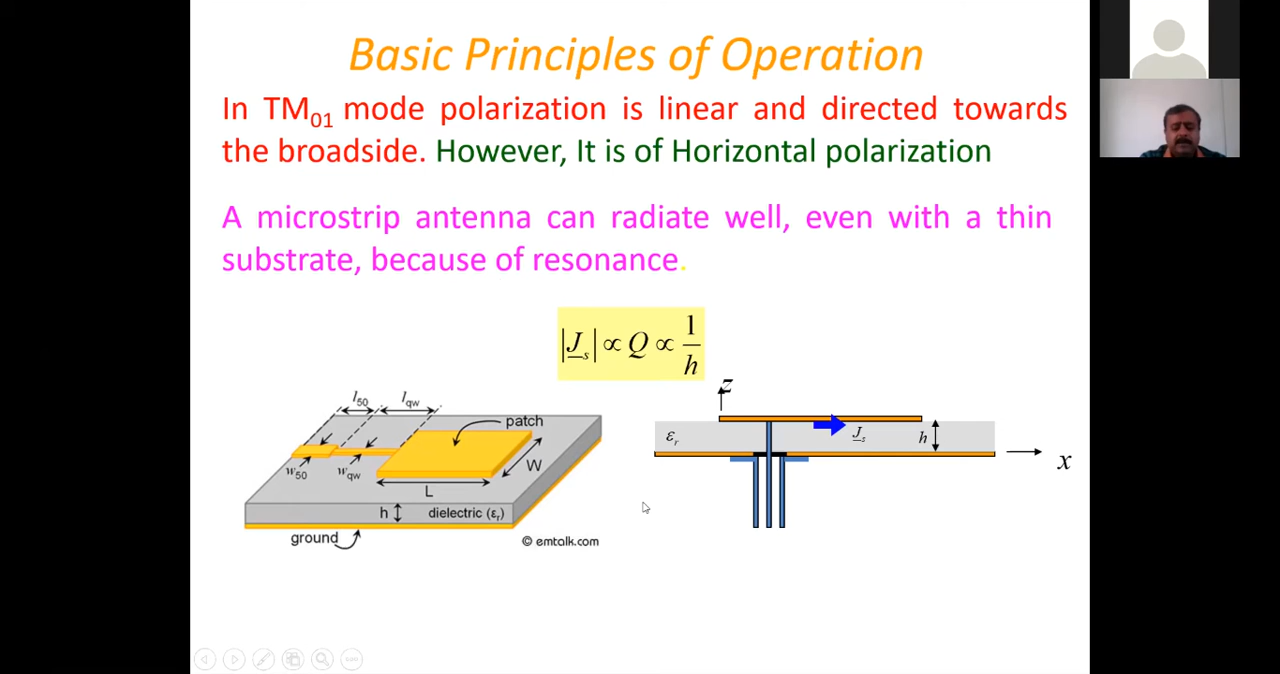 Basic Principles of Operation
In TM01 mode polarization is linear and directed towards
the broadside. However, It is of Horizontal polarization
A microstrip antenna can radiate well, even with a thin
substrate, because of resonance.
|J_s| ∝ Q ∝ 1/h
l50 lqw
patch
w50 wqw W
L
h dielectric (εr)
ground
© emtalk.com
z
εr J_s h
x